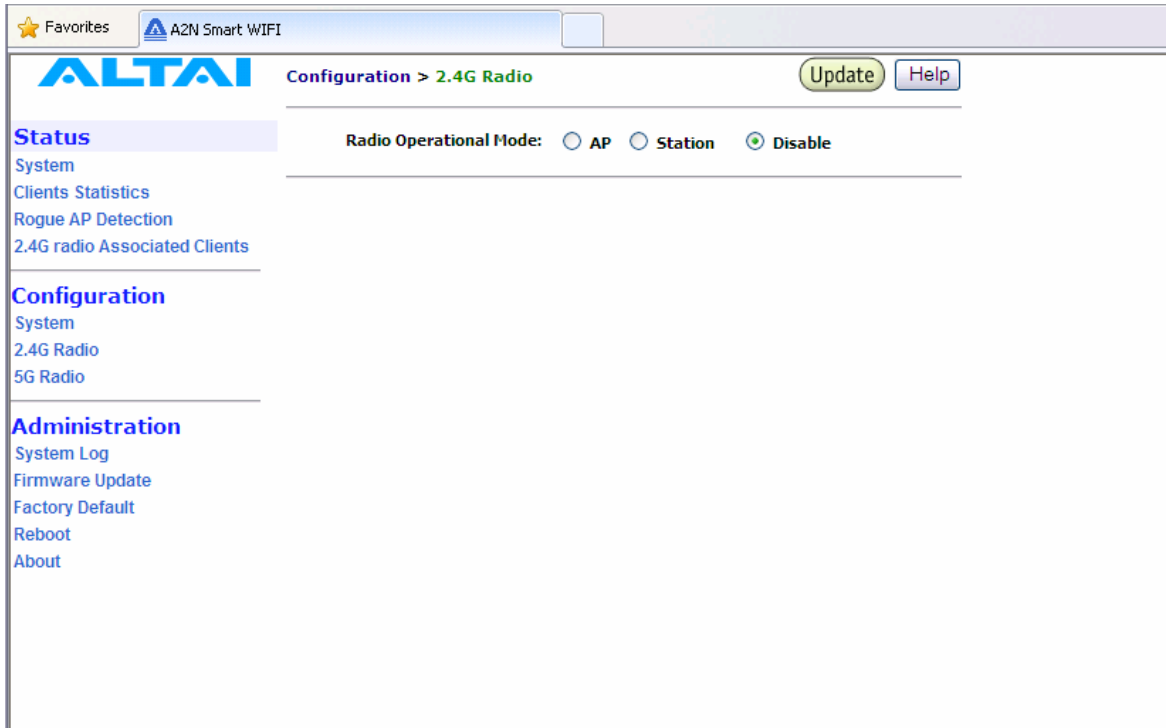 Favorites
A2N Smart WIFI
ALTAI
Configuration > 2.4G Radio
Update
Help
Radio Operational Mode: AP Station Disable
Status
System
Clients Statistics
Rogue AP Detection
2.4G radio Associated Clients
Configuration
System
2.4G Radio
5G Radio
Administration
System Log
Firmware Update
Factory Default
Reboot
About